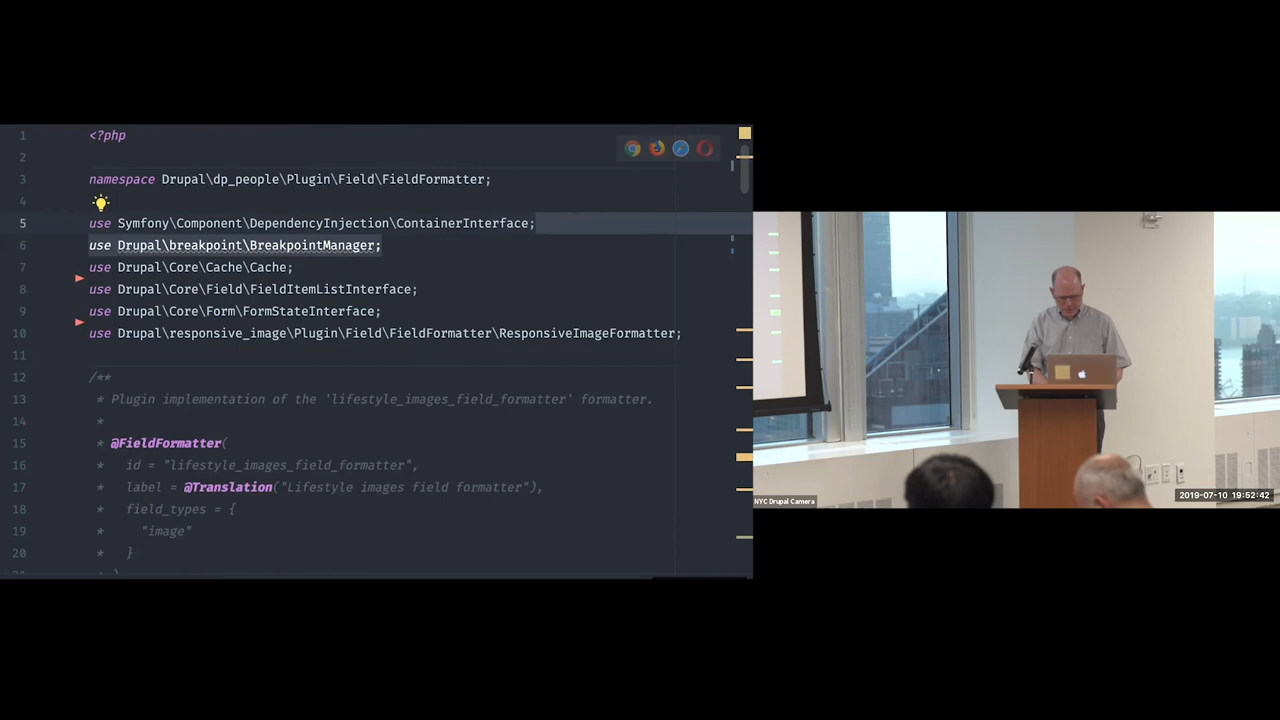 1 <?php
2
3 namespace Drupal\dp_people\Plugin\Field\FieldFormatter;
4
5 use Symfony\Component\DependencyInjection\ContainerInterface;
6 use Drupal\breakpoint\BreakpointManager;
7 use Drupal\Core\Cache\Cache;
8 use Drupal\Core\Field\FieldItemListInterface;
9 use Drupal\Core\Form\FormStateInterface;
10 use Drupal\responsive_image\Plugin\Field\FieldFormatter\ResponsiveImageFormatter;
11
12 /**
13 * Plugin implementation of the 'lifestyle_images_field_formatter' formatter.
14 *
15 * @FieldFormatter(
16 * id = "lifestyle_images_field_formatter",
17 * label = @Translation("Lifestyle images field formatter"),
18 * field_types = {
19 * "image"
20 * }
NYC Drupal Camera
2019-07-10 19:52:42